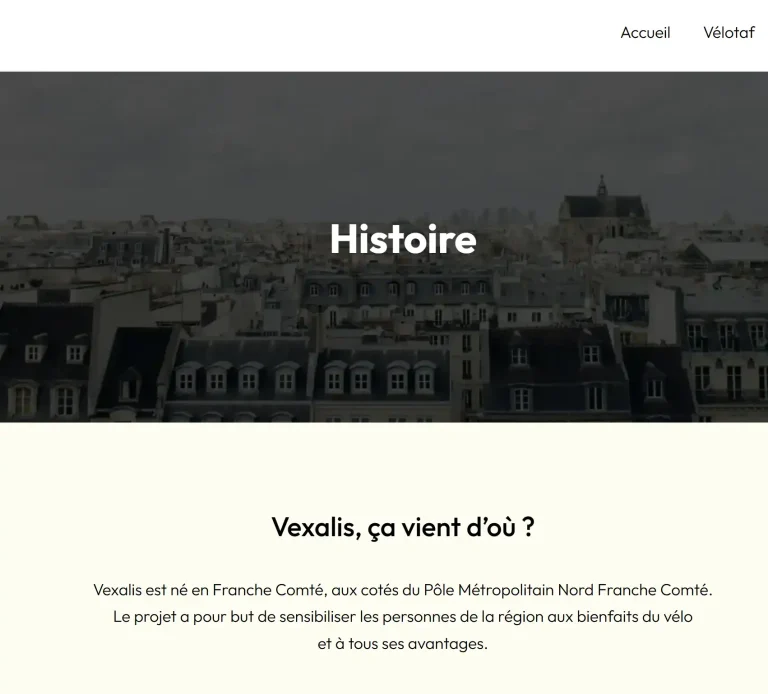 Accueil Vélotaf
Histoire
Vexalis, ça vient d’où ?
Vexalis est né en Franche Comté, aux cotés du Pôle Métropolitain Nord Franche Comté.
Le projet a pour but de sensibiliser les personnes de la région aux bienfaits du vélo
et à tous ses avantages.